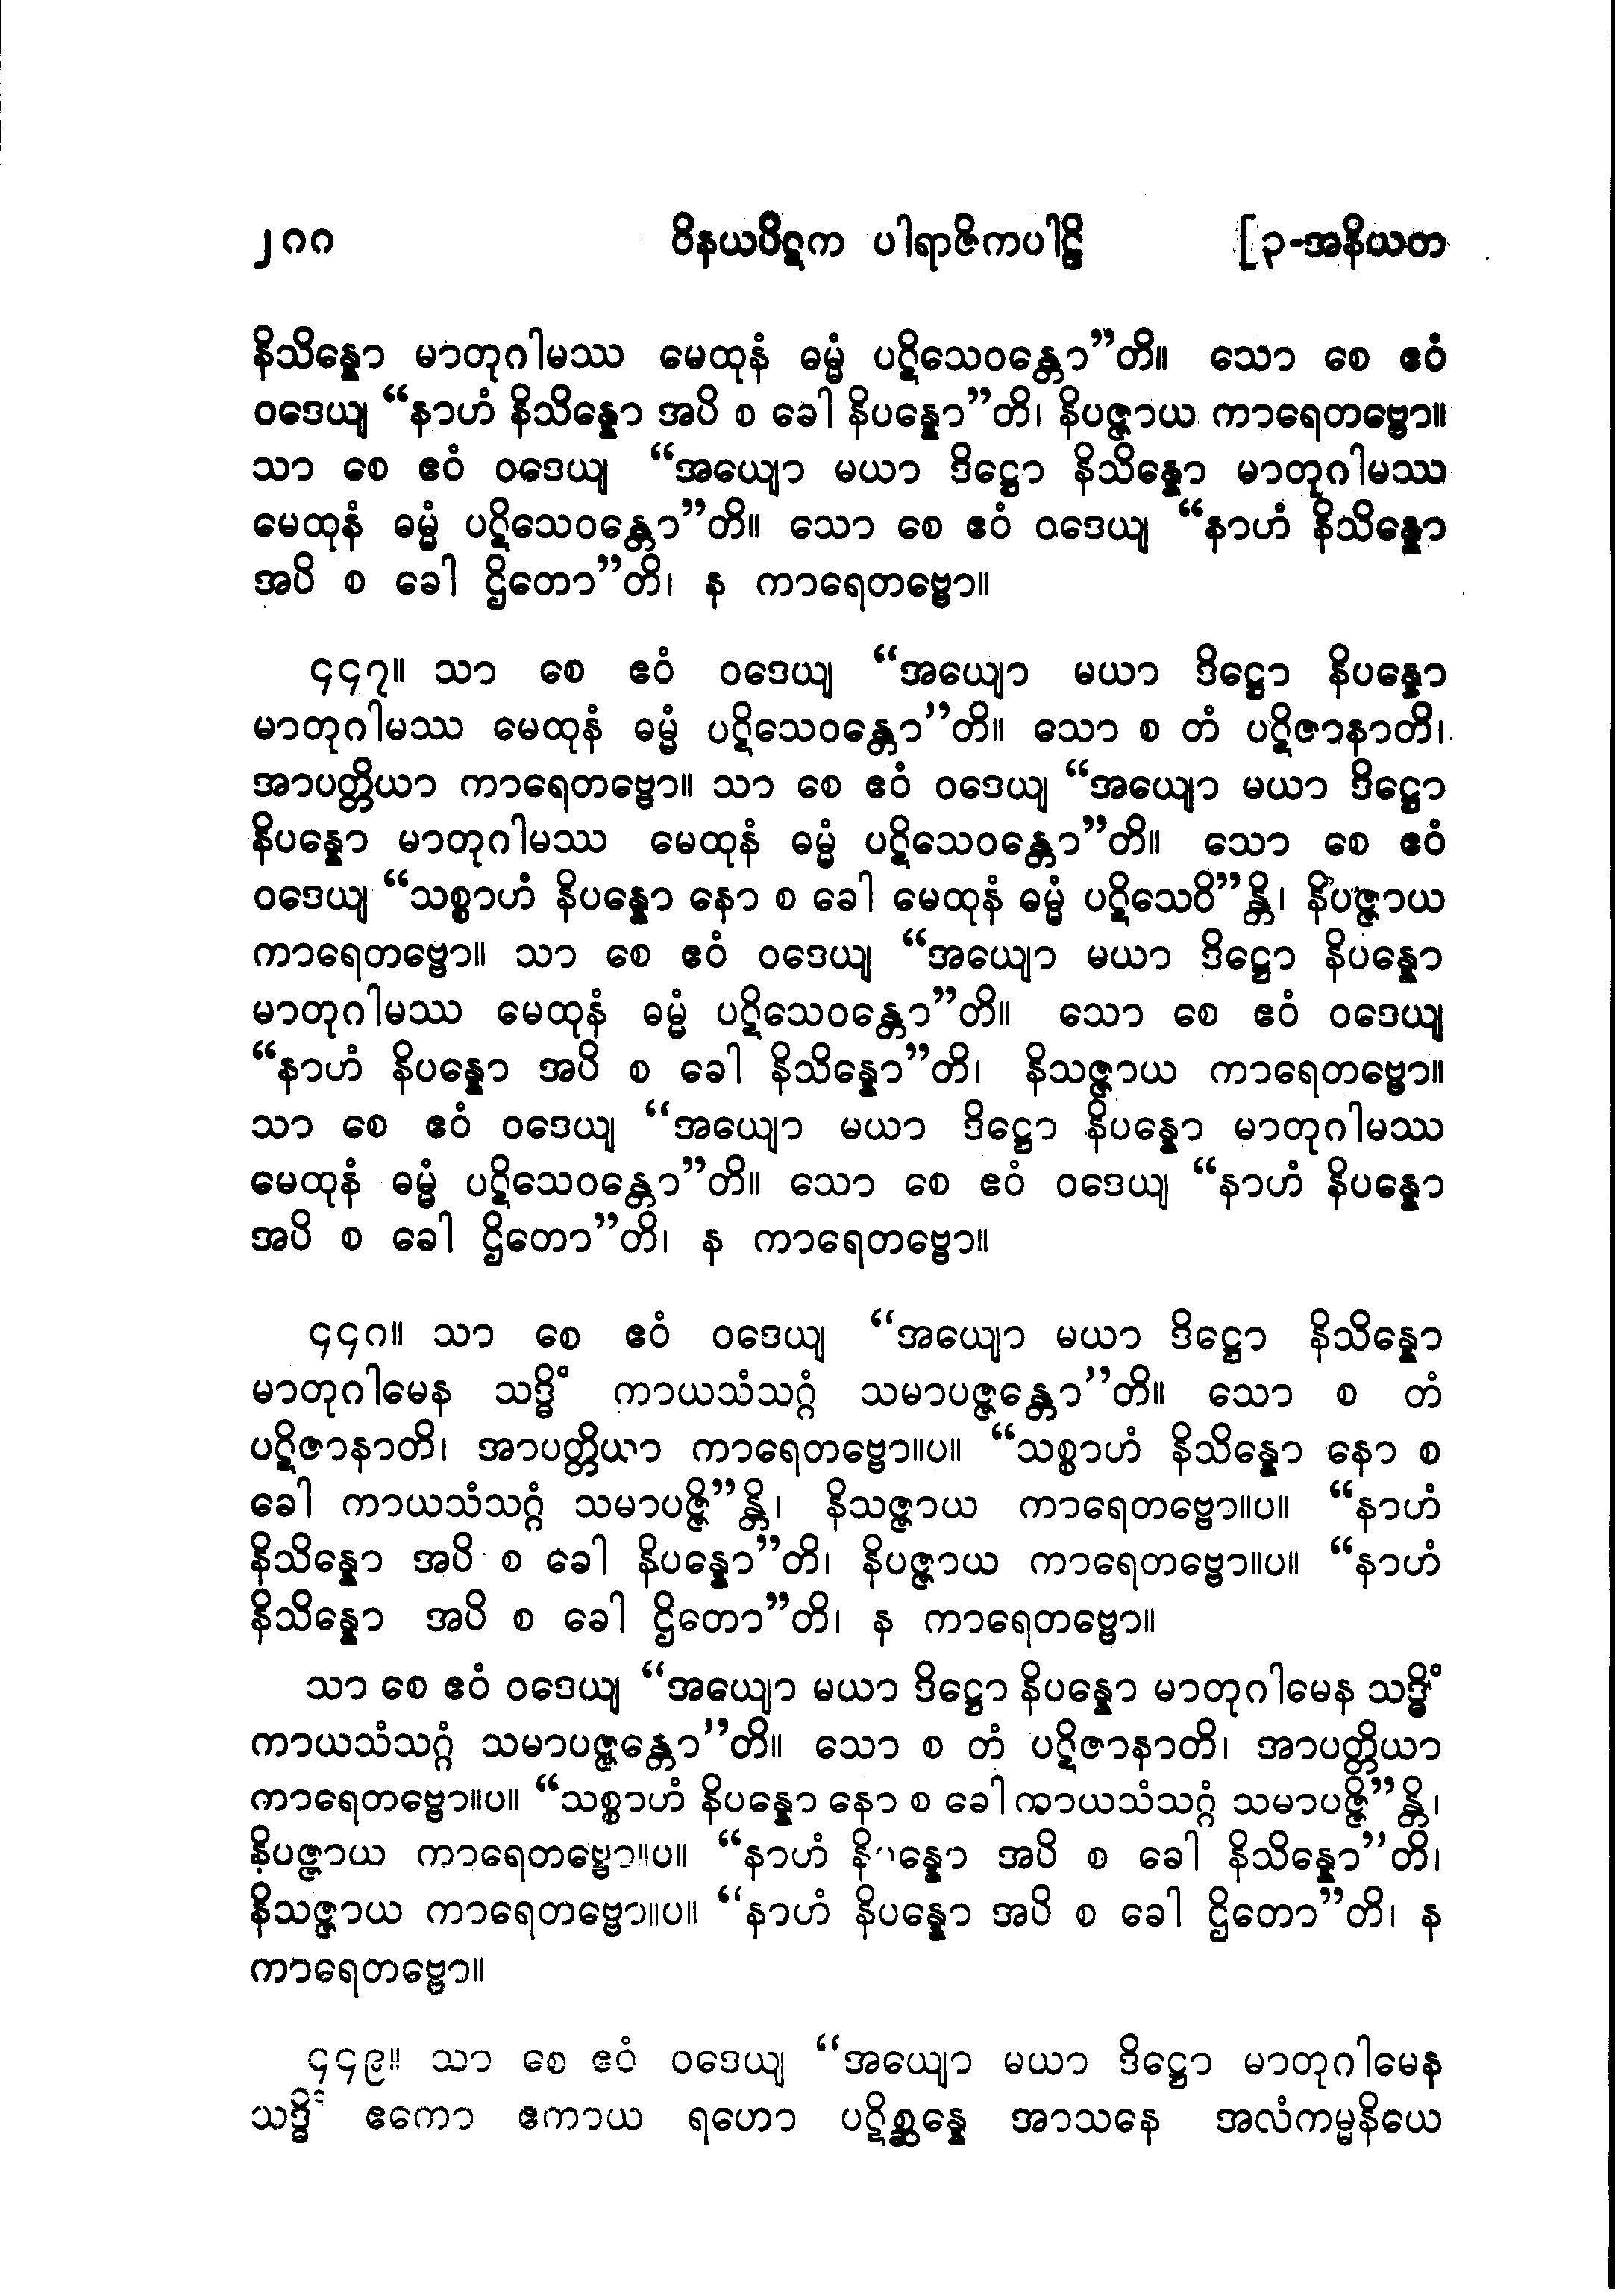 ၂၈၈ ဝိနယပိဋက ပါရာဇိကပါဠိ [၃-အနိယတ
နိသိန္နော မာတုဂါမဿ မေထုနံ ဓမ္မံ ပဋိသေဝန္တော”တိ။ သော စေ ဧဝံ
ဝဒေယျ “နာဟံ နိသိန္နော အပိ စ ခေါ နိပန္နော”တိ၊ နိပဇ္ဇာယ ကာရေတဗ္ဗော။
သာ စေ ဧဝံ ဝဒေယျ “အယျော မယာ ဒိဋ္ဌော နိသိန္နော မာတုဂါမဿ
မေထုနံ ဓမ္မံ ပဋိသေဝန္တော”တိ။ သော စေ ဧဝံ ဝဒေယျ “နာဟံ နိသိန္နော
အပိ စ ခေါ ဌိတော”တိ၊ န ကာရေတဗ္ဗော။
၄၄၇။ သာ စေ ဧဝံ ဝဒေယျ “အယျော မယာ ဒိဋ္ဌော နိပန္နော
မာတုဂါမဿ မေထုနံ ဓမ္မံ ပဋိသေဝန္တော”တိ။ သော စ တံ ပဋိဇာနာတိ၊
အာပတ္တိယာ ကာရေတဗ္ဗော။ သာ စေ ဧဝံ ဝဒေယျ “အယျော မယာ ဒိဋ္ဌော
နိပန္နော မာတုဂါမဿ မေထုနံ ဓမ္မံ ပဋိသေဝန္တော”တိ။ သော စေ ဧဝံ
ဝဒေယျ “သစ္စာဟံ နိပန္နော နော စ ခေါ မေထုနံ ဓမ္မံ ပဋိသေဝိ”န္တိ၊ နိပဇ္ဇာယ
ကာရေတဗ္ဗော။ သာ စေ ဧဝံ ဝဒေယျ “အယျော မယာ ဒိဋ္ဌော နိပန္နော
မာတုဂါမဿ မေထုနံ ဓမ္မံ ပဋိသေဝန္တော”တိ။ သော စေ ဧဝံ ဝဒေယျ
“နာဟံ နိပန္နော အပိ စ ခေါ နိသိန္နော”တိ၊ နိသဇ္ဇာယ ကာရေတဗ္ဗော။
သာ စေ ဧဝံ ဝဒေယျ “အယျော မယာ ဒိဋ္ဌော နိပန္နော မာတုဂါမဿ
မေထုနံ ဓမ္မံ ပဋိသေဝန္တော”တိ။ သော စေ ဧဝံ ဝဒေယျ “နာဟံ နိပန္နော
အပိ စ ခေါ ဌိတော”တိ၊ န ကာရေတဗ္ဗော။
၄၄၈။ သာ စေ ဧဝံ ဝဒေယျ “အယျော မယာ ဒိဋ္ဌော နိသိန္နော
မာတုဂါမေန သဒ္ဓိံ ကာယသံသဂ္ဂံ သမာပဇ္ဇန္တော”တိ။ သော စ တံ
ပဋိဇာနာတိ၊ အာပတ္တိယာ ကာရေတဗ္ဗော။ပ။ “သစ္စာဟံ နိသိန္နော နော စ
ခေါ ကာယသံသဂ္ဂံ သမာပဇ္ဇိ”န္တိ၊ နိသဇ္ဇာယ ကာရေတဗ္ဗော။ပ။ “နာဟံ
နိသိန္နော အပိ စ ခေါ နိပန္နော”တိ၊ နိပဇ္ဇာယ ကာရေတဗ္ဗော။ပ။ “နာဟံ
နိသိန္နော အပိ စ ခေါ ဌိတော”တိ၊ န ကာရေတဗ္ဗော။
သာ စေ ဧဝံ ဝဒေယျ “အယျော မယာ ဒိဋ္ဌော နိပန္နော မာတုဂါမေန သဒ္ဓိံ
ကာယသံသဂ္ဂံ သမာပဇ္ဇန္တော”တိ။ သော စ တံ ပဋိဇာနာတိ၊ အာပတ္တိယာ
ကာရေတဗ္ဗော။ပ။ “သစ္စာဟံ နိပန္နော နော စ ခေါ ကာယသံသဂ္ဂံ သမာပဇ္ဇိ”န္တိ၊
နိပဇ္ဇာယ ကာရေတဗ္ဗော။ပ။ “နာဟံ အပိ စ ခေါ နိသိန္နော”တိ၊
နိသဇ္ဇာယ ကာရေတဗ္ဗော။ပ။ “နာဟံ နိပန္နော အပိ စ ခေါ ဌိတော”တိ၊ န
ကာရေတဗ္ဗော။
၄၄၉။ သာ စေ ဧဝံ ဝဒေယျ “အယျော မယာ ဒိဋ္ဌော မာတုဂါမေန
သဒ္ဓိံ ဧကော ဧကာယ ရဟော ပဋိစ္ဆန္နေ အာသနေ အလံကမ္မနိယေ